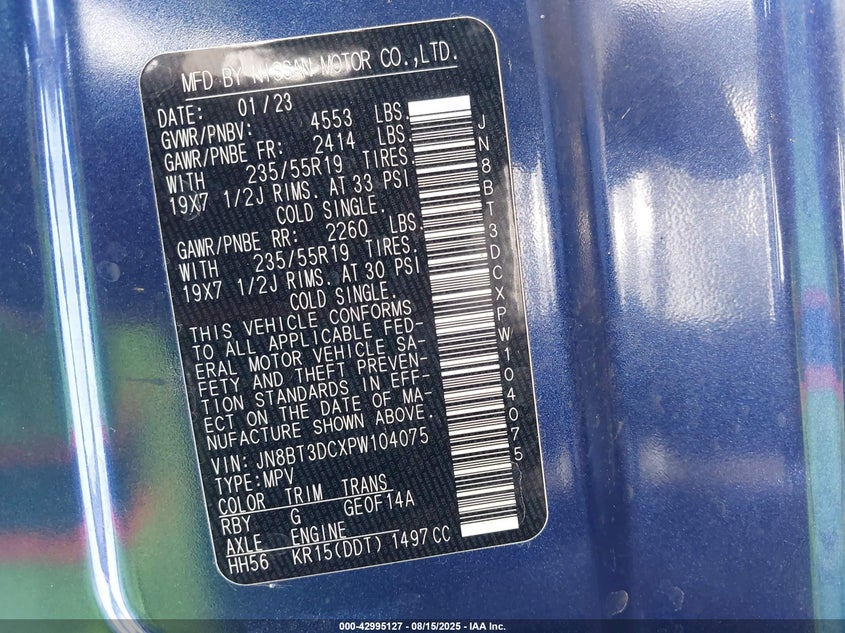 MFD BY NISSAN MOTOR CO.,LTD.
DATE: 01/23
GVWR/PNBV: 4553 LBS.
GAWR/PNBE FR: 2414 LBS
WITH 235/55R19 TIRES.
19X7 1/2J RIMS. AT 33 PSI
COLD SINGLE.
GAWR/PNBE RR: 2260 LBS.
WITH 235/55R19 TIRES.
19X7 1/2J RIMS. AT 30 PSI
COLD SINGLE.
THIS VEHICLE CONFORMS
TO ALL APPLICABLE FED-
ERAL MOTOR VEHICLE SA-
FETY AND THEFT PREVEN-
TION STANDARDS IN EFF-
ECT ON THE DATE OF MA-
NUFACTURE SHOWN ABOVE.
VIN: JN8BT3DCXPW104075
TYPE:MPV
COLOR TRIM TRANS
RBY G GE0F14A
AXLE ENGINE
HH56 KR15(DDT) 1497CC
JN8BT3DCXPW104075
000-42995127 - 08/15/2025 - IAA Inc.